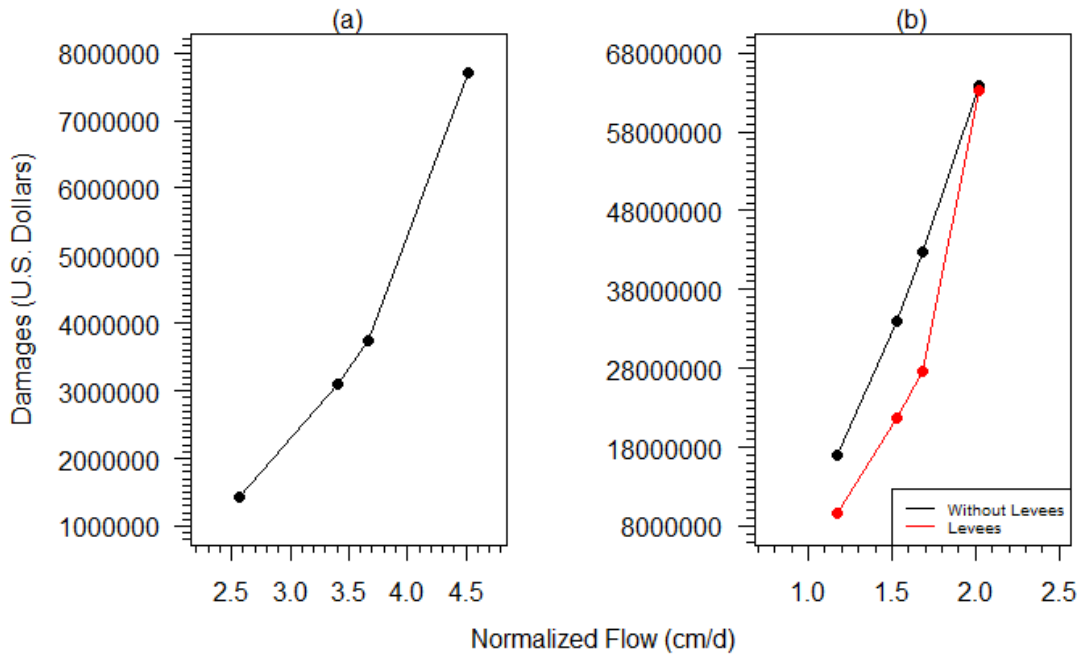 (a)
(b)
Damages (U.S. Dollars)
8000000
7000000
6000000
5000000
4000000
3000000
2000000
1000000
68000000
58000000
48000000
38000000
28000000
18000000
8000000
Without Levees
Levees
2.5 3.0 3.5 4.0 4.5
1.0 1.5 2.0 2.5
Normalized Flow (cm/d)